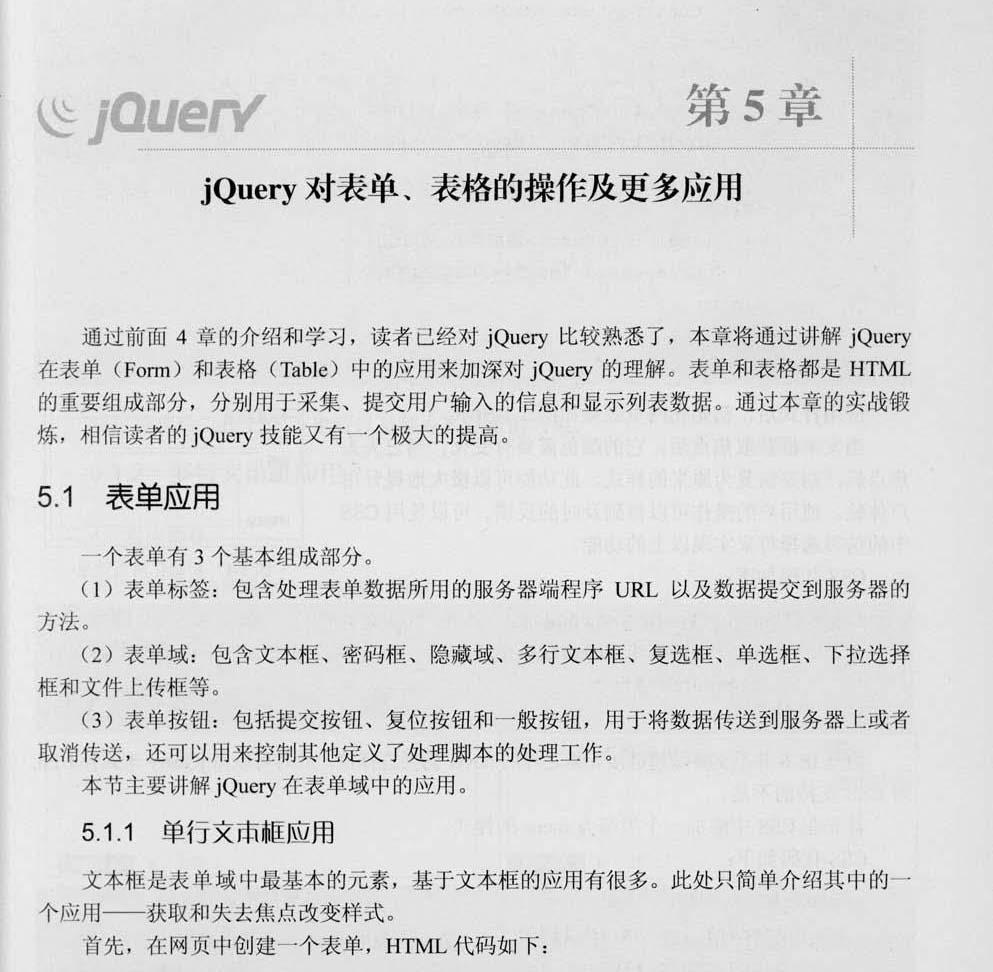 jQuery
第 5 章
jQuery 对表单、表格的操作及更多应用
通过前面 4 章的介绍和学习，读者已经对 jQuery 比较熟悉了，本章将通过讲解 jQuery
在表单（Form）和表格（Table）中的应用来加深对 jQuery 的理解。表单和表格都是 HTML
的重要组成部分，分别用于采集、提交用户输入的信息和显示列表数据。通过本章的实战锻
炼，相信读者的 jQuery 技能又有一个极大的提高。
5.1 表单应用
一个表单有 3 个基本组成部分。
（1）表单标签：包含处理表单数据所用的服务器端程序 URL 以及数据提交到服务器的
方法。
（2）表单域：包含文本框、密码框、隐藏域、多行文本框、复选框、单选框、下拉选择
框和文件上传框等。
（3）表单按钮：包括提交按钮、复位按钮和一般按钮，用于将数据传送到服务器上或者
取消传送，还可以用来控制其他定义了处理脚本的处理工作。
本节主要讲解 jQuery 在表单域中的应用。
5.1.1 单行文本框应用
文本框是表单域中最基本的元素，基于文本框的应用有很多。此处只简单介绍其中的一
个应用——获取和失去焦点改变样式。
首先，在网页中创建一个表单，HTML 代码如下：